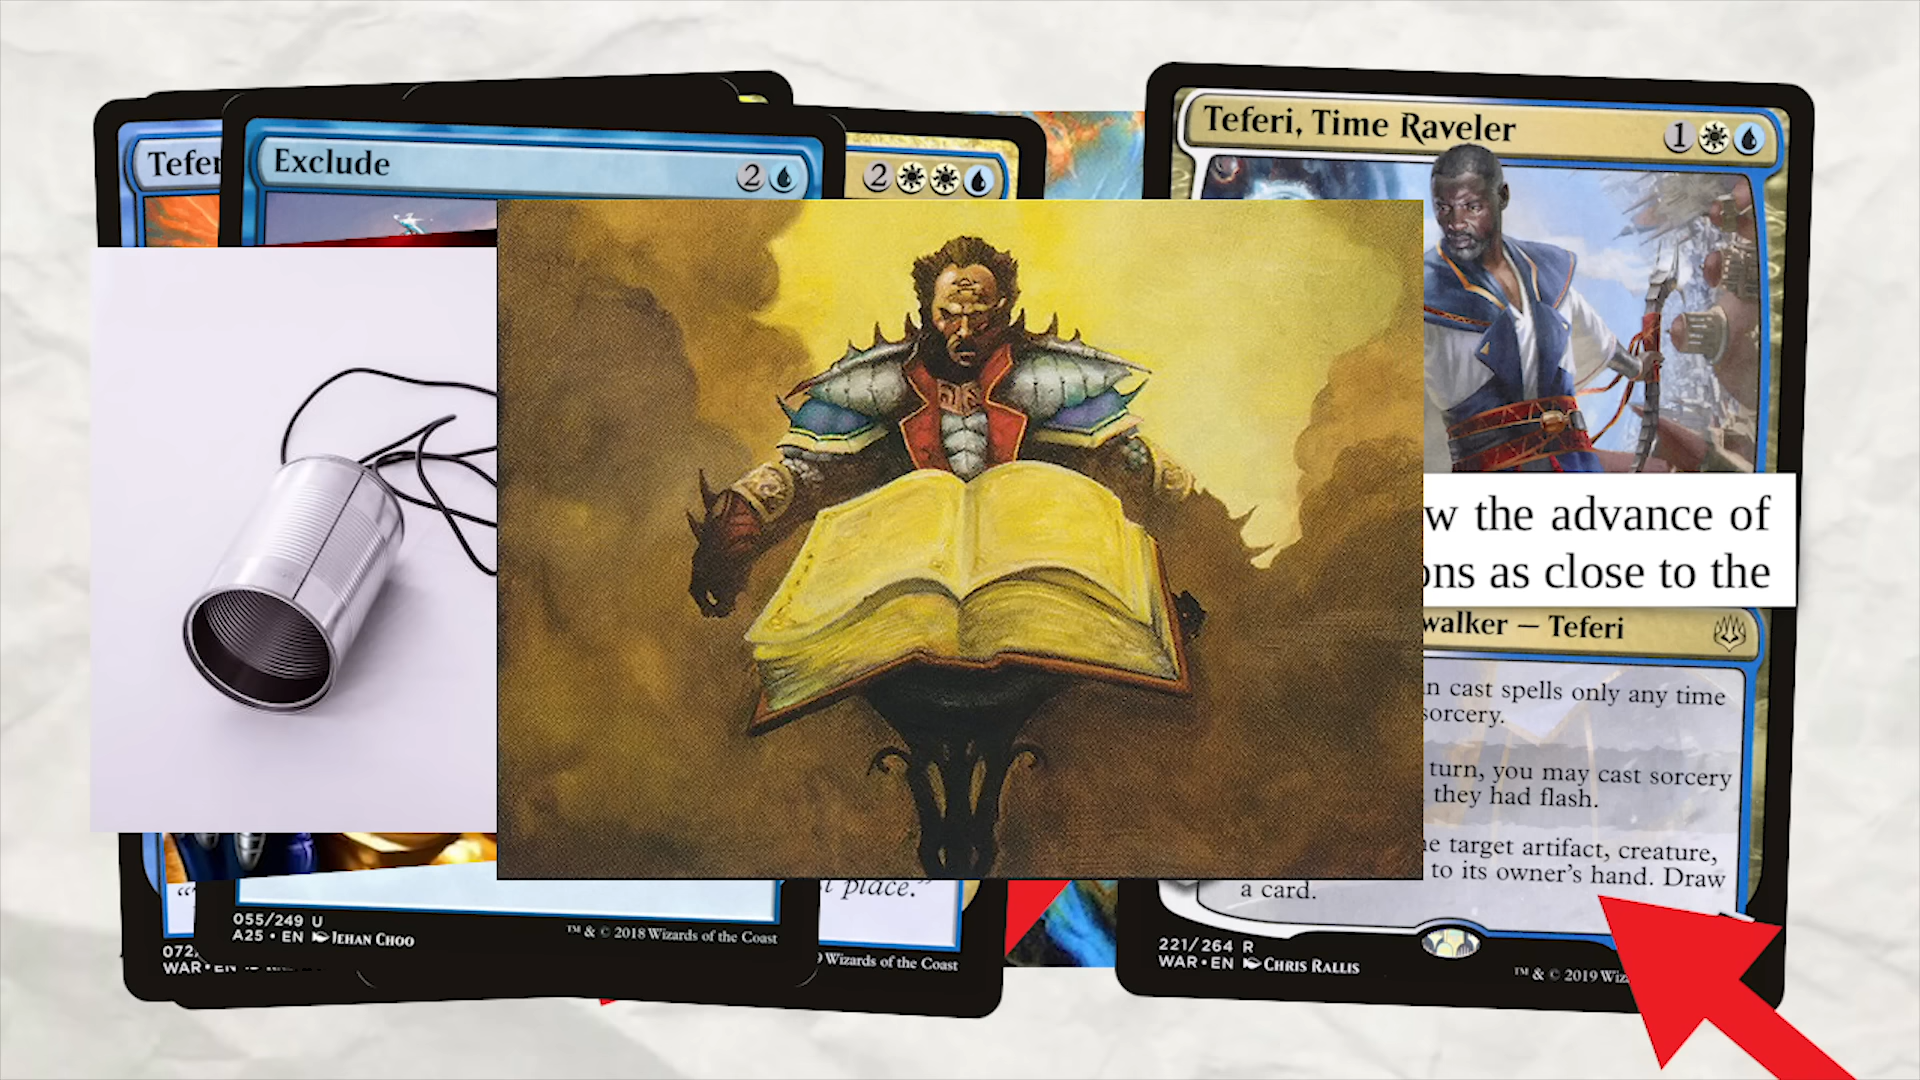 Tefer
Exclude
2
2
055/249 U
A25 • EN JEHAN CHOO
™ & © 2018 Wizards of the Coast
072
WAR • EN
place.”
Wizards of the Coast
Teferi, Time Raveler
1
w the advance of
ons as close to the
walker — Teferi
n cast spells only any time
sorcery.
turn, you may cast sorcery
they had flash.
e target artifact, creature,
to its owner’s hand. Draw
a card.
221/264 R
WAR • EN CHRIS RALLIS
™ & © 2019 Wiz